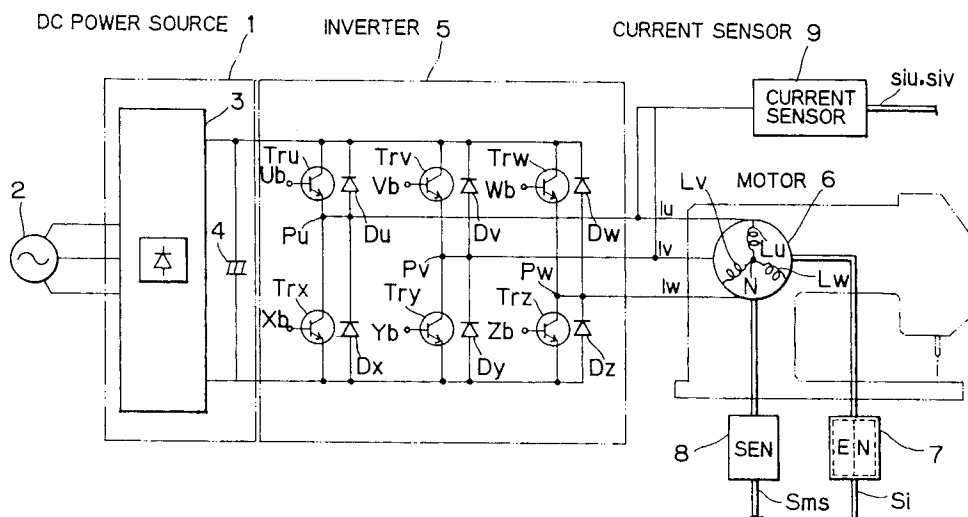 DC POWER SOURCE 1
INVERTER 5
CURRENT SENSOR 9
3
CURRENT SENSOR
siu.siv
Tru
Trv
Trw
Ub
Vb
Wb
Lv
MOTOR 6
2
4
Pu
Du
Dv
Dw
Iu
Lu
Pv
Iv
Pw
N
Lw
Trx
Try
Trz
Iw
Xb
Yb
Zb
Dx
Dy
Dz
8
SEN
EN
7
Sms
Si